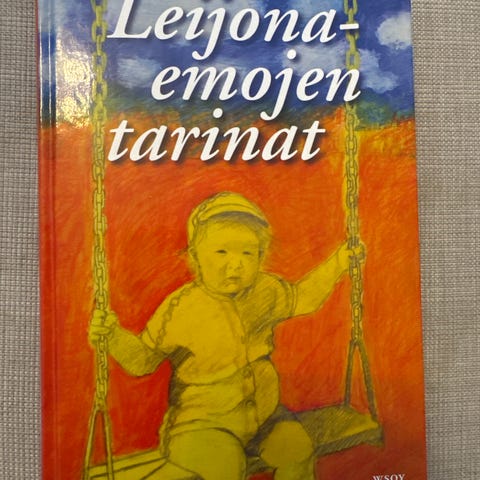 Leijona-
emojen
tarinat
WSOY